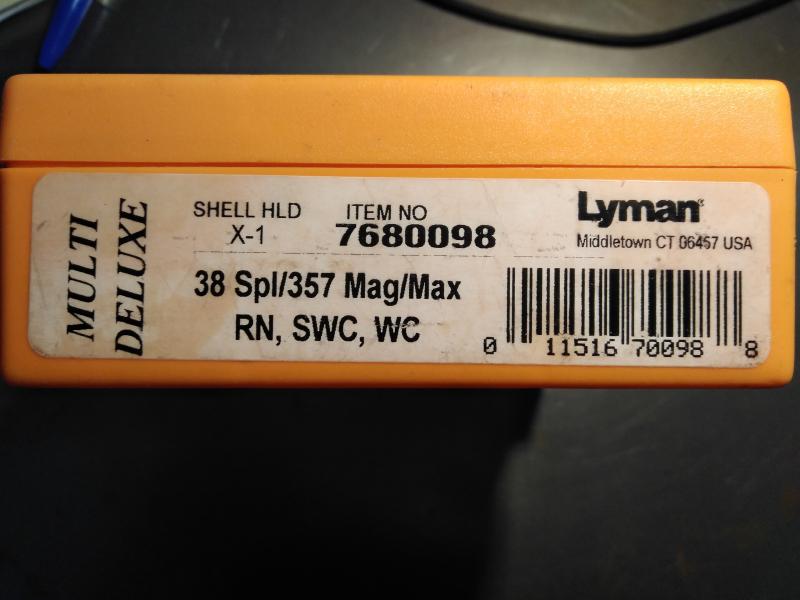 MULTI
DELUXE
SHELL HLD
X-1
ITEM NO
7680098
Lyman®
Middletown CT 06457 USA
38 Spl/357 Mag/Max
RN, SWC, WC
0 11516 70098 8